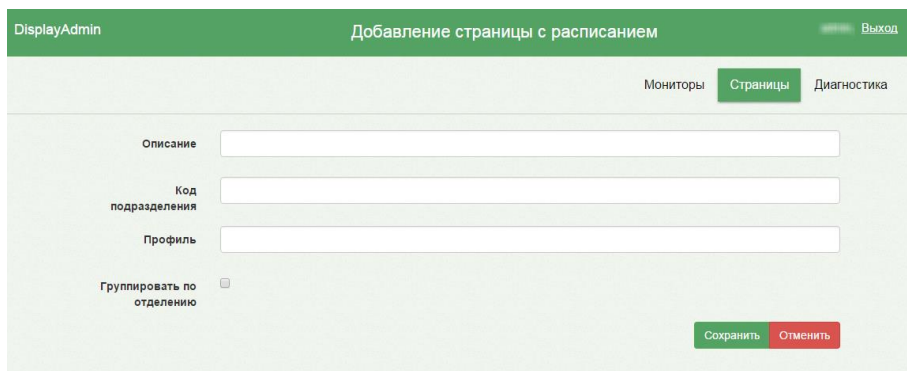 DisplayAdmin
Добавление страницы с расписанием
Выход
Мониторы
Страницы
Диагностика
Описание
Код
подразделения
Профиль
Группировать по
отделению
Сохранить
Отменить